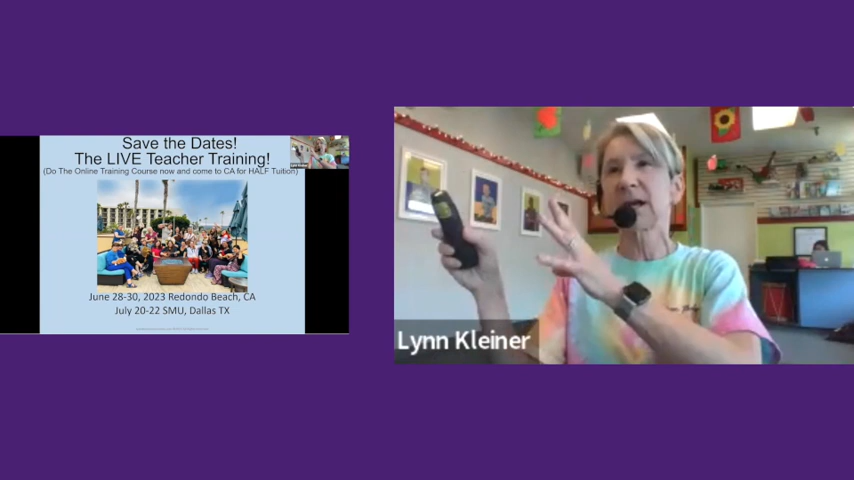 Save the Dates!
The LIVE Teacher Training!
(Do The Online Training Course now and come to CA for HALF Tuition)
June 28-30, 2023 Redondo Beach, CA
July 20-22 SMU, Dallas TX
Lynn Kleiner